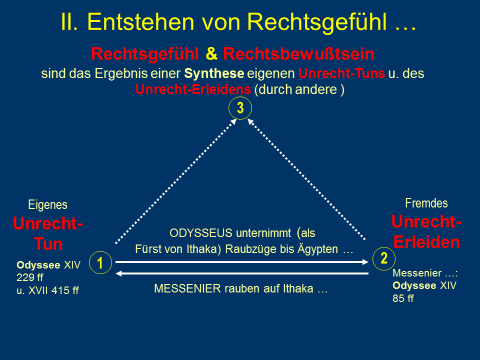 II. Entstehen von Rechtsgefühl …
Rechtsgefühl & Rechtsbewußtsein
sind das Ergebnis einer Synthese eigenen Unrecht-Tuns u. des
Unrecht-Erleidens (durch andere )
3
Eigenes
Unrecht-
Tun
Odyssee XIV
229 ff
u. XVII 415 ff
1
ODYSSEUS unternimmt (als
Fürst von Ithaka) Raubzüge bis Ägypten …
MESSENIER rauben auf Ithaka …
2
Fremdes
Unrecht-
Erleiden
Messenier …:
Odyssee XIV
85 ff